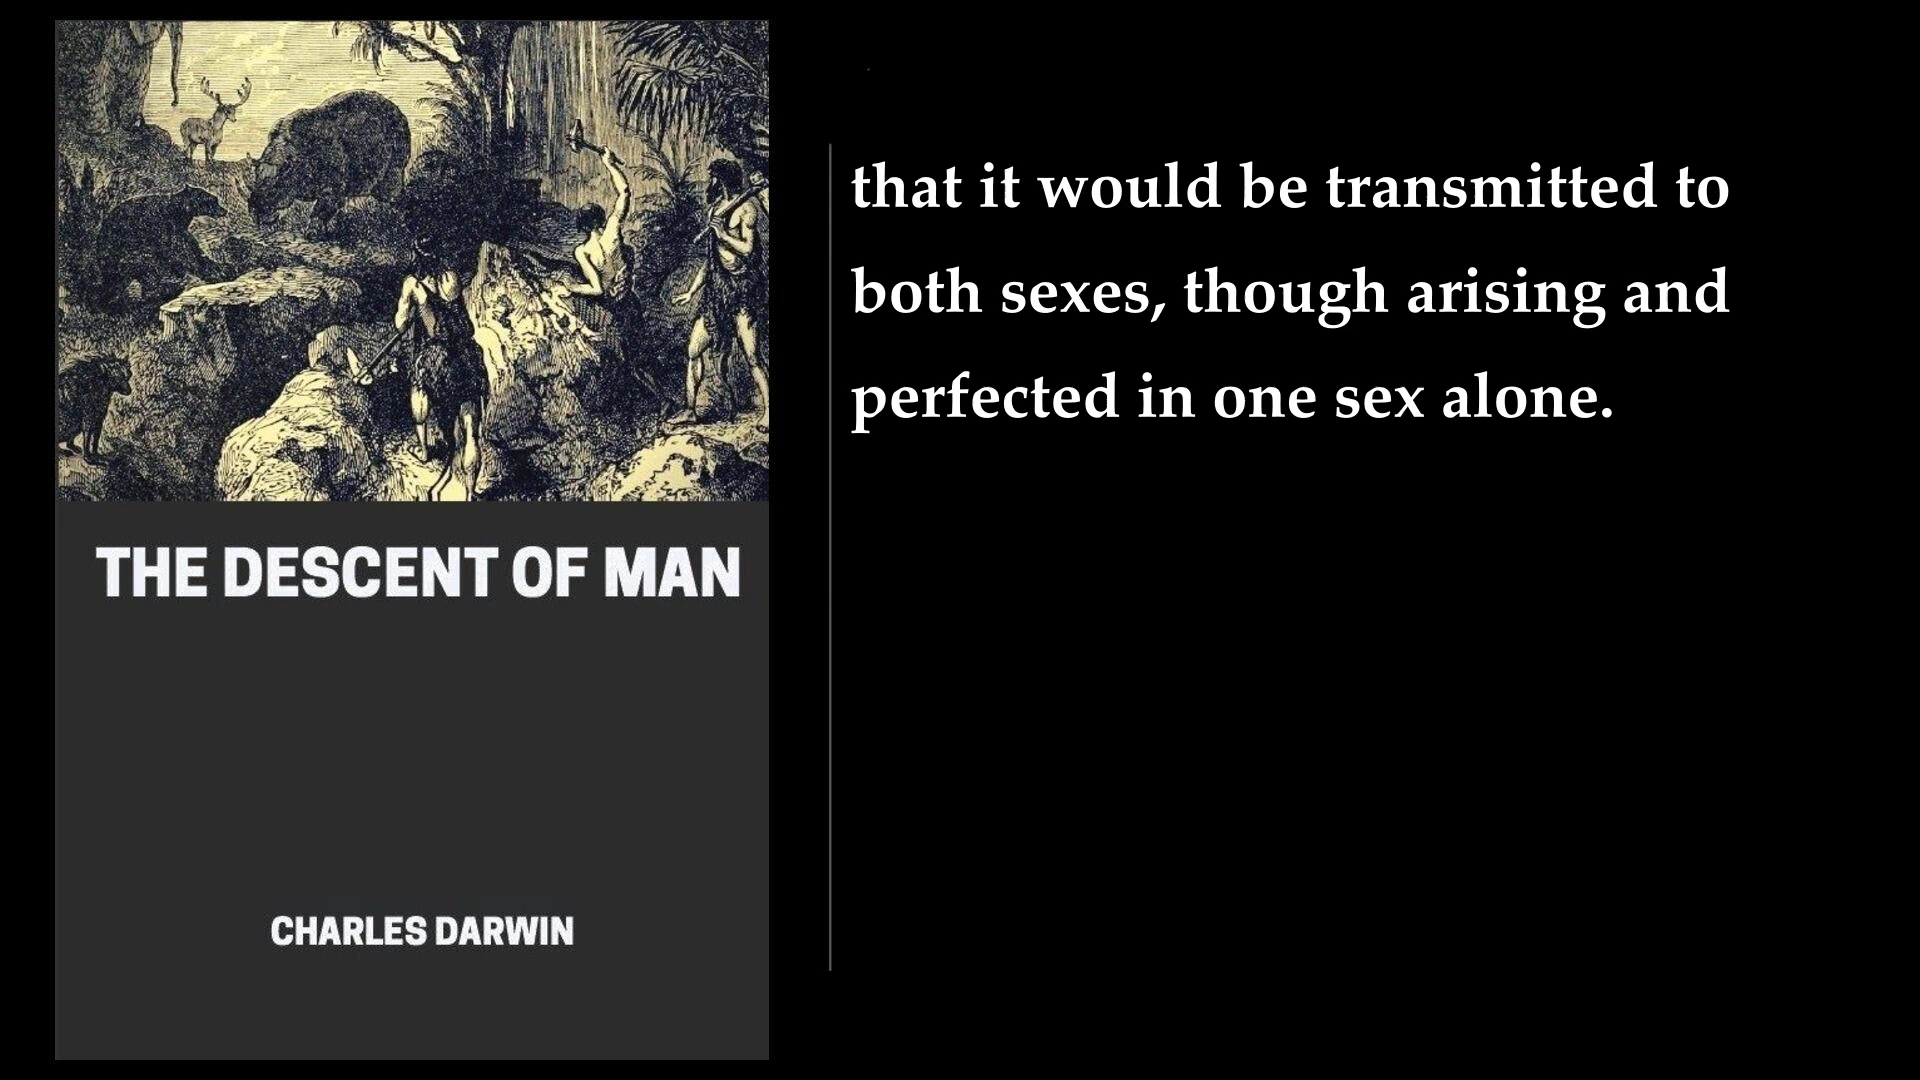 THE DESCENT OF MAN
CHARLES DARWIN
that it would be transmitted to
both sexes, though arising and
perfected in one sex alone.